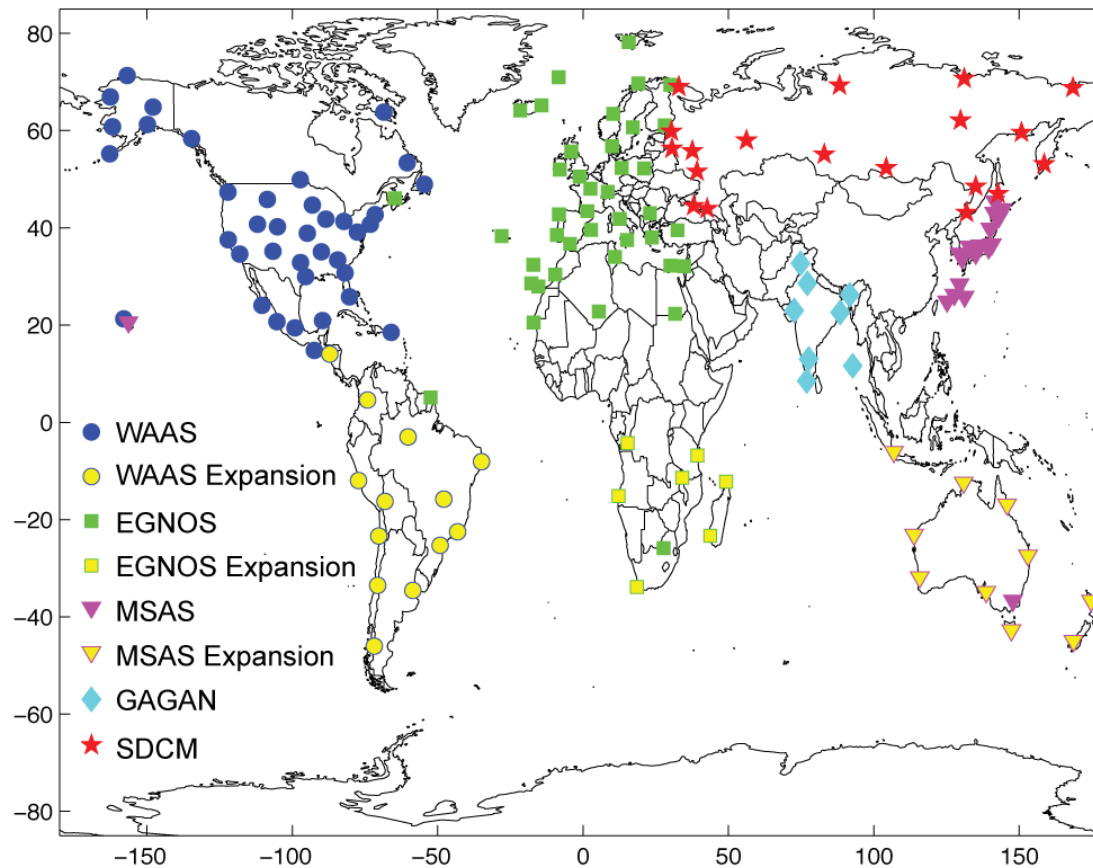 80
60
40
20
0
−20
−40
−60
−80
WAAS
WAAS Expansion
EGNOS
EGNOS Expansion
MSAS
MSAS Expansion
GAGAN
SDCM
−150 −100 −50 0 50 100 150